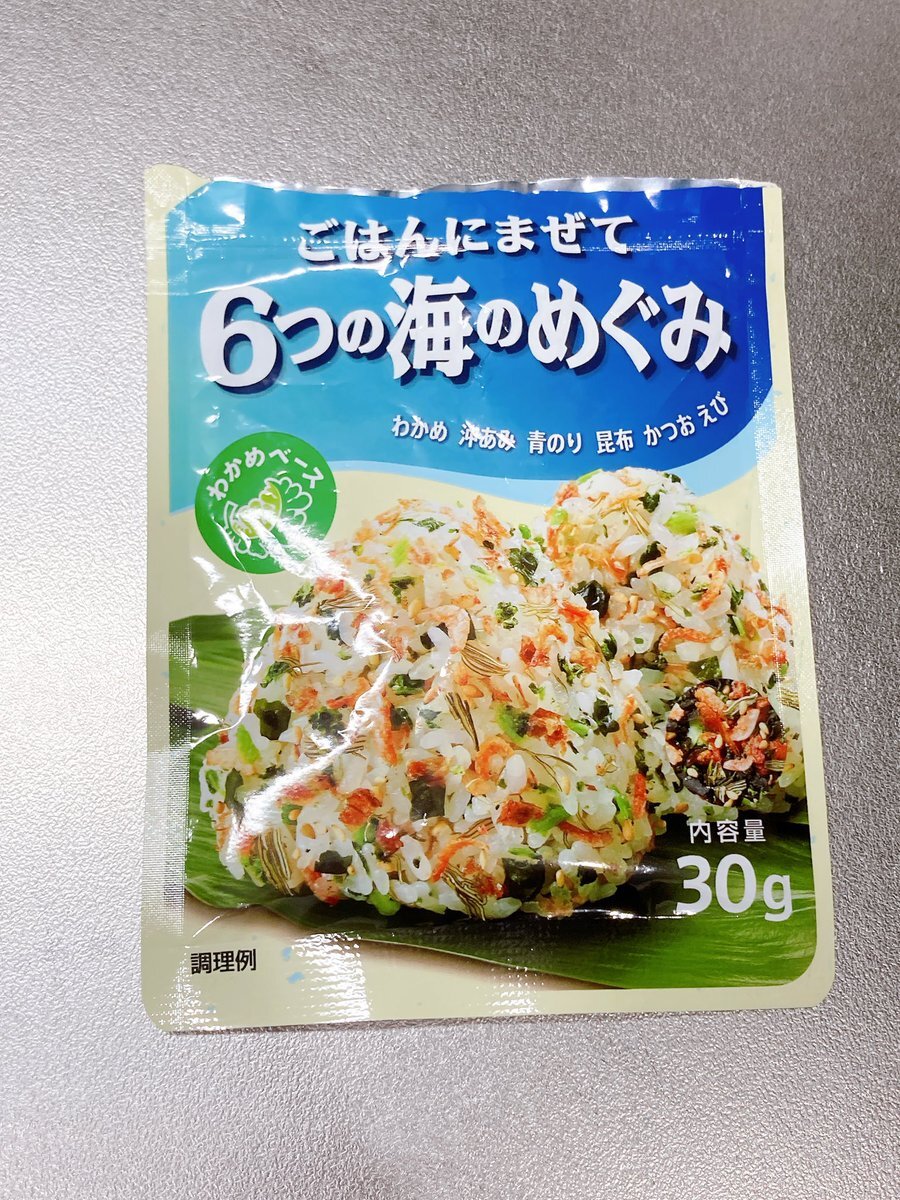 ごはんにまぜて
6つの海のめぐみ
わかめ 沖あみ 青のり 昆布 かつお えび
わかめベース
内容量
30g
調理例